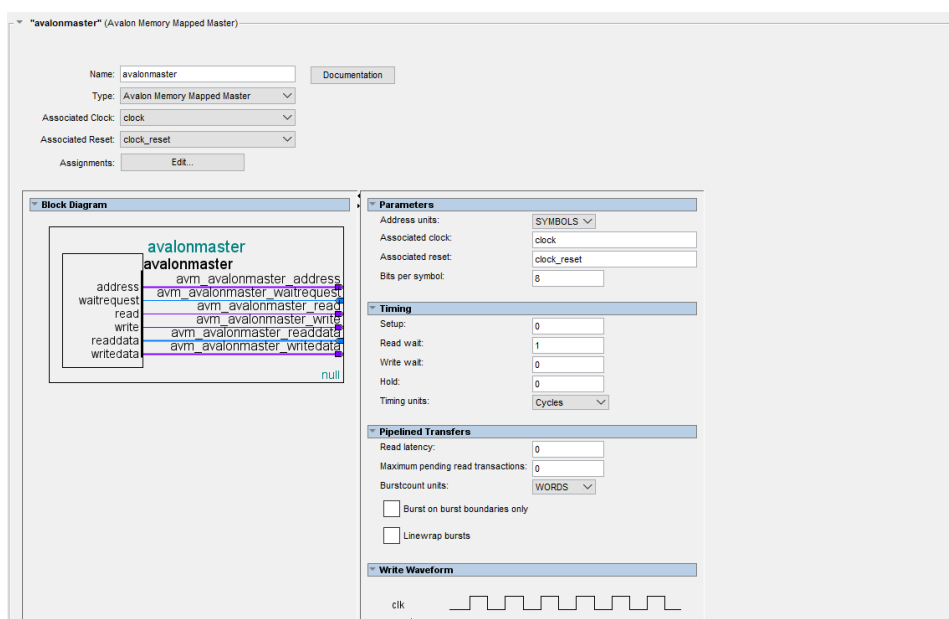 "avalonmaster" (Avalon Memory Mapped Master)
Name: avalonmaster Documentation
Type: Avalon Memory Mapped Master
Associated Clock: clock
Associated Reset: clock_reset
Assignments: Edit...
Block Diagram
avalonmaster
avalonmaster
address avm_avalonmaster_address
waitrequest avm_avalonmaster_waitrequest
read avm_avalonmaster_read
write avm_avalonmaster_write
readdata avm_avalonmaster_readdata
writedata avm_avalonmaster_writedata
null
Parameters
Address units: SYMBOLS
Associated clock: clock
Associated reset: clock_reset
Bits per symbol: 8
Timing
Setup: 0
Read wait: 1
Write wait: 0
Hold: 0
Timing units: Cycles
Pipelined Transfers
Read latency: 0
Maximum pending read transactions: 0
Burstcount units: WORDS
Burst on burst boundaries only
Linewrap bursts
Write Waveform
clk